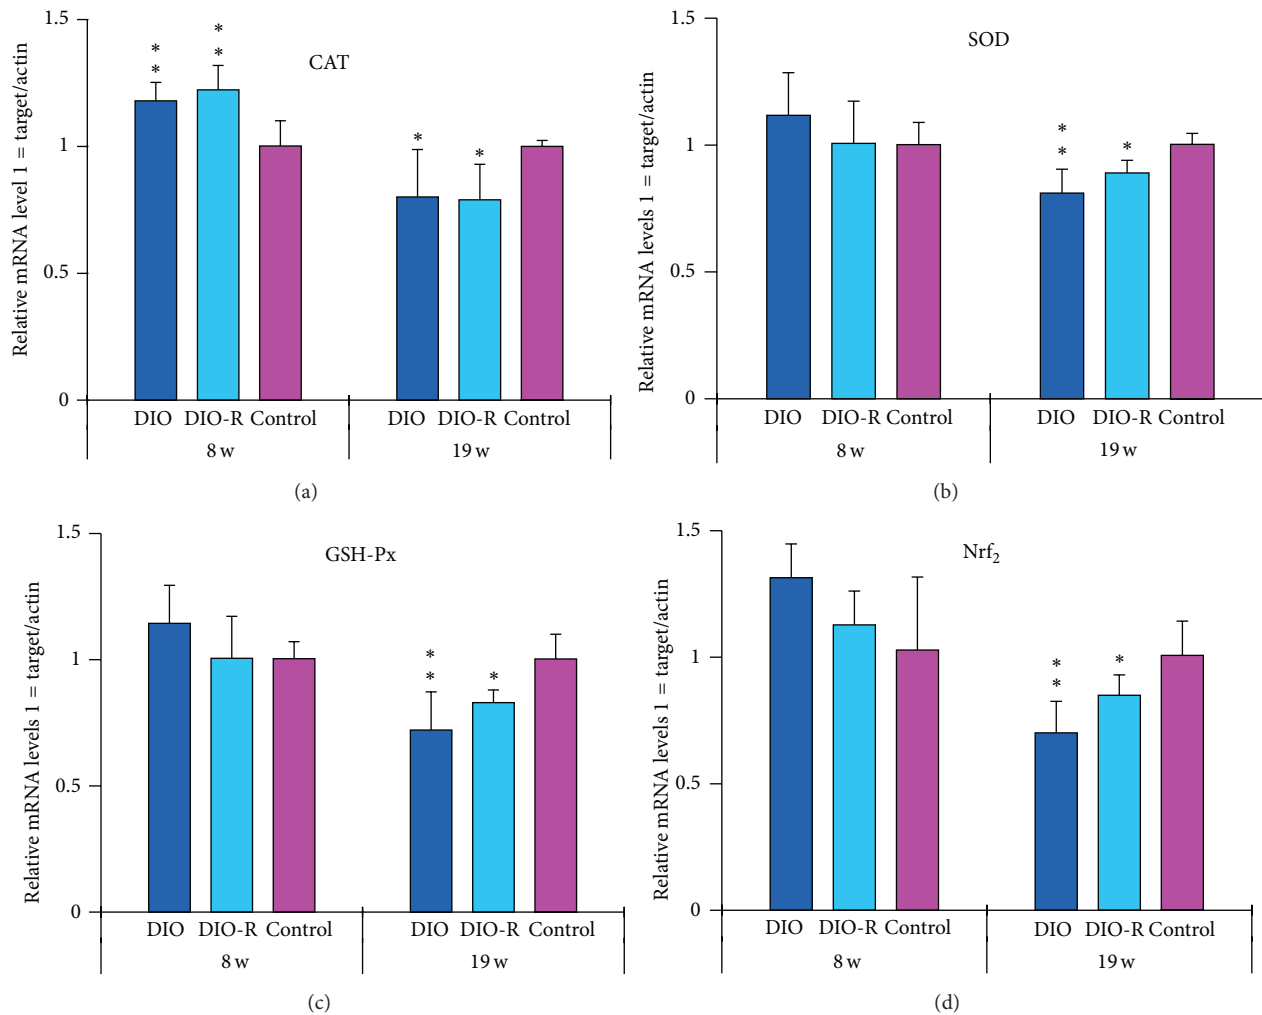 CAT
Relative mRNA level 1 = target/actin
1.5
1
0.5
0
* *
* *
*
*
DIO DIO-R Control DIO DIO-R Control
8 w 19 w
(a)
SOD
Relative mRNA levels 1 = target/actin
1.5
1
0.5
0
* *
*
DIO DIO-R Control DIO DIO-R Control
8 w 19 w
(b)
GSH-Px
Relative mRNA levels 1 = target/actin
1.5
1
0.5
0
* *
*
DIO DIO-R Control DIO DIO-R Control
8 w 19 w
(c)
Nrf₂
Relative mRNA levels 1 = target/actin
1.5
1
0.5
0
* *
*
DIO DIO-R Control DIO DIO-R Control
8 w 19 w
(d)